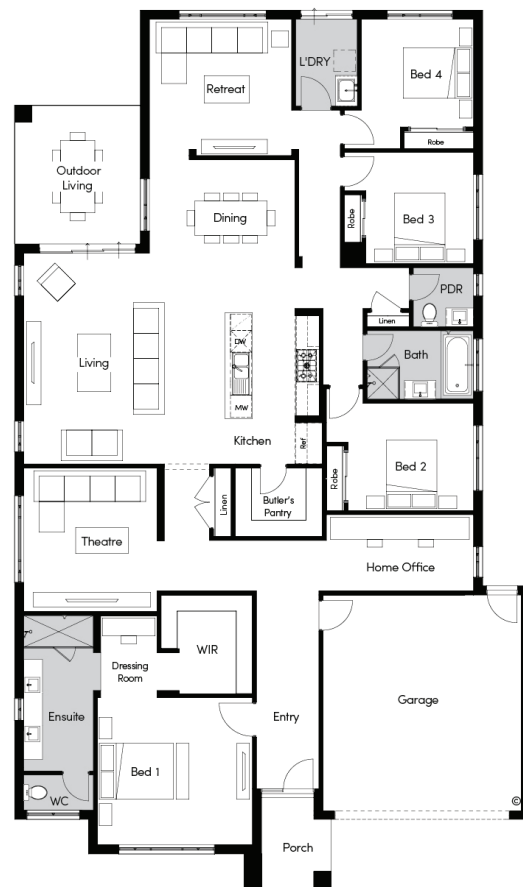 L'DRY
Bed 4
Retreat
Robe
Outdoor
Living
Dining
Robe
Bed 3
PDR
Linen
DW
Living
Bath
MW
Kitchen
Ref
Bed 2
Robe
Linen
Butler's
Pantry
Theatre
Home Office
WIR
Dressing
Room
Garage
Ensuite
Entry
Bed 1
WC
©
Porch